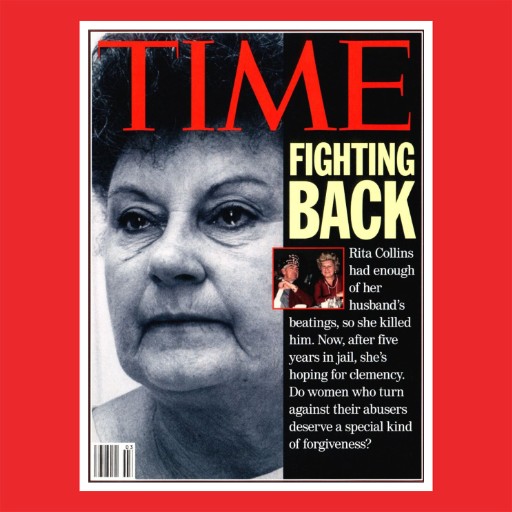 TIME
FIGHTING
BACK
Rita Collins
had enough
of her
husband's
beatings, so she killed
him. Now, after five
years in jail, she's
hoping for clemency.
Do women who turn
against their abusers
deserve a special kind
of forgiveness?
03